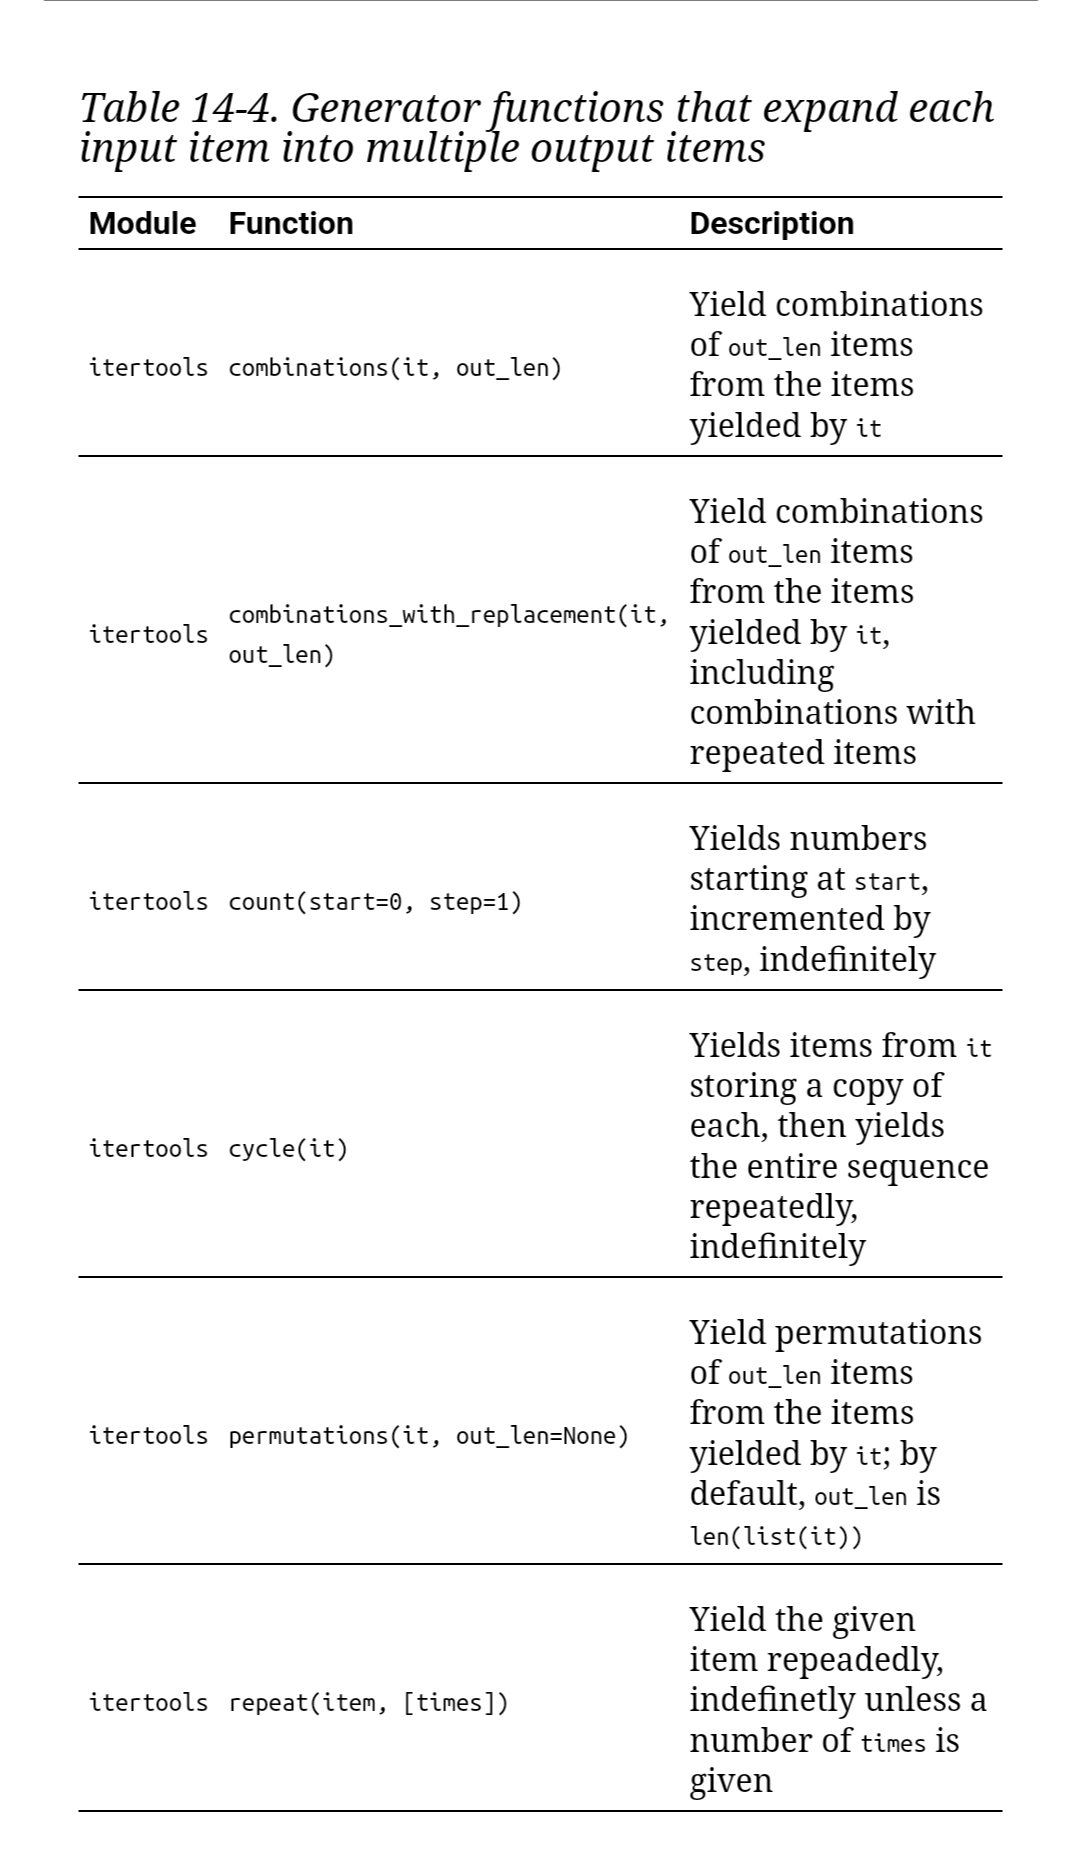 Table 14-4. Generator functions that expand each
input item into multiple output items
Module Function Description
itertools combinations(it, out_len)
Yield combinations
of out_len items
from the items
yielded by it
itertools combinations_with_replacement(it,
out_len)
Yield combinations
of out_len items
from the items
yielded by it,
including
combinations with
repeated items
itertools count(start=0, step=1)
Yields numbers
starting at start,
incremented by
step, indefinitely
itertools cycle(it)
Yields items from it
storing a copy of
each, then yields
the entire sequence
repeatedly,
indefinitely
itertools permutations(it, out_len=None)
Yield permutations
of out_len items
from the items
yielded by it; by
default, out_len is
len(list(it))
itertools repeat(item, [times])
Yield the given
item repeadedly,
indefinetly unless a
number of times is
given